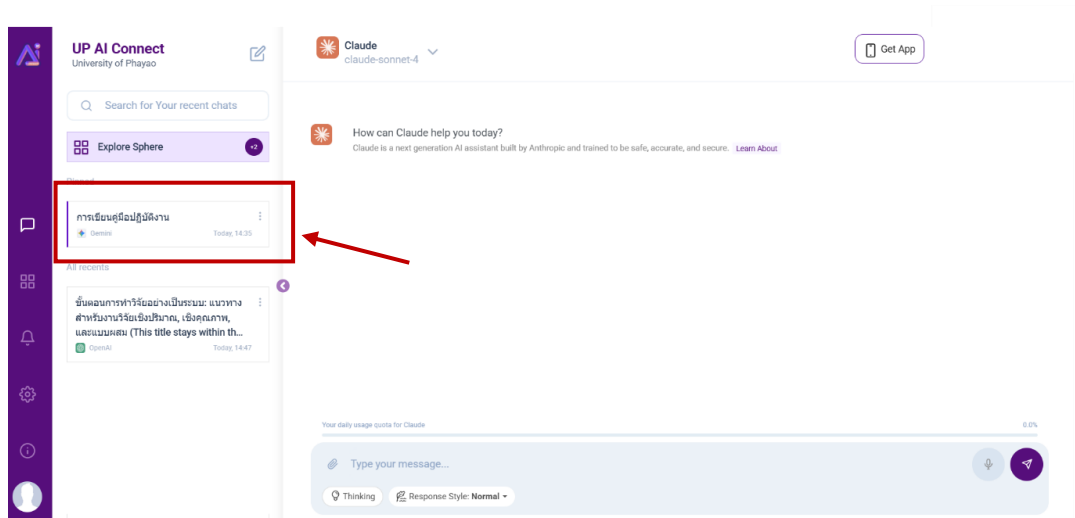 UP AI Connect
University of Phayao
Search for Your recent chats
Explore Sphere
+2
Pinned
การเขียนคู่มือปฏิบัติงาน
Gemini
Today, 14:35
All recents
ขั้นตอนการทำวิจัยอย่างเป็นระบบ: แนวทาง
สำหรับงานวิจัยเชิงปริมาณ, เชิงคุณภาพ,
และแบบผสม (This title stays within th...
OpenAI
Today, 14:47
Claude
claude-sonnet-4
Get App
How can Claude help you today?
Claude is a next generation AI assistant built by Anthropic and trained to be safe, accurate, and secure. Learn About
Your daily usage quota for Claude
0.0%
Type your message...
Thinking
Response Style: Normal